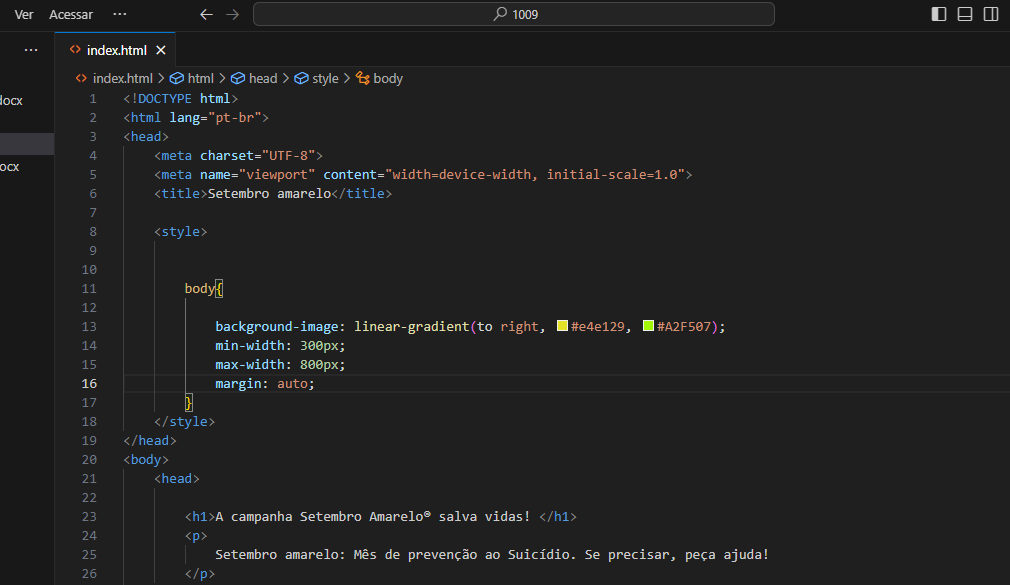 Ver Acessar ··· ← → 1009
···
index.html ×
index.html > html > head > style > body
docx
ocx
1 <!DOCTYPE html>
2 <html lang="pt-br">
3 <head>
4 <meta charset="UTF-8">
5 <meta name="viewport" content="width=device-width, initial-scale=1.0">
6 <title>Setembro amarelo</title>
7
8 <style>
9
10
11 body{
12
13 background-image: linear-gradient(to right, #e4e129, #A2F507);
14 min-width: 300px;
15 max-width: 800px;
16 margin: auto;
17 }
18 </style>
19 </head>
20 <body>
21 <head>
22
23 <h1>A campanha Setembro Amarelo® salva vidas! </h1>
24 <p>
25 Setembro amarelo: Mês de prevenção ao Suicídio. Se precisar, peça ajuda!
26 </p>